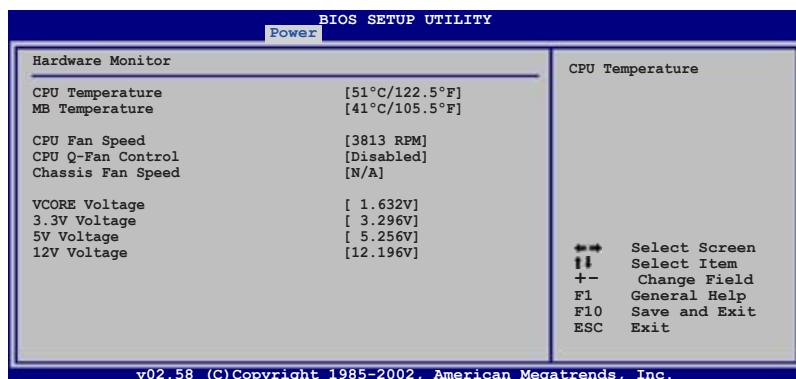 BIOS SETUP UTILITY
Power
Hardware Monitor
CPU Temperature [51°C/122.5°F]
MB Temperature [41°C/105.5°F]
CPU Fan Speed [3813 RPM]
CPU Q-Fan Control [Disabled]
Chassis Fan Speed [N/A]
VCORE Voltage [ 1.632V]
3.3V Voltage [ 3.296V]
5V Voltage [ 5.256V]
12V Voltage [12.196V]
CPU Temperature
Select Screen
Select Item
+- Change Field
F1 General Help
F10 Save and Exit
ESC Exit
v02.58 (C)Copyright 1985-2002, American Megatrends, Inc.